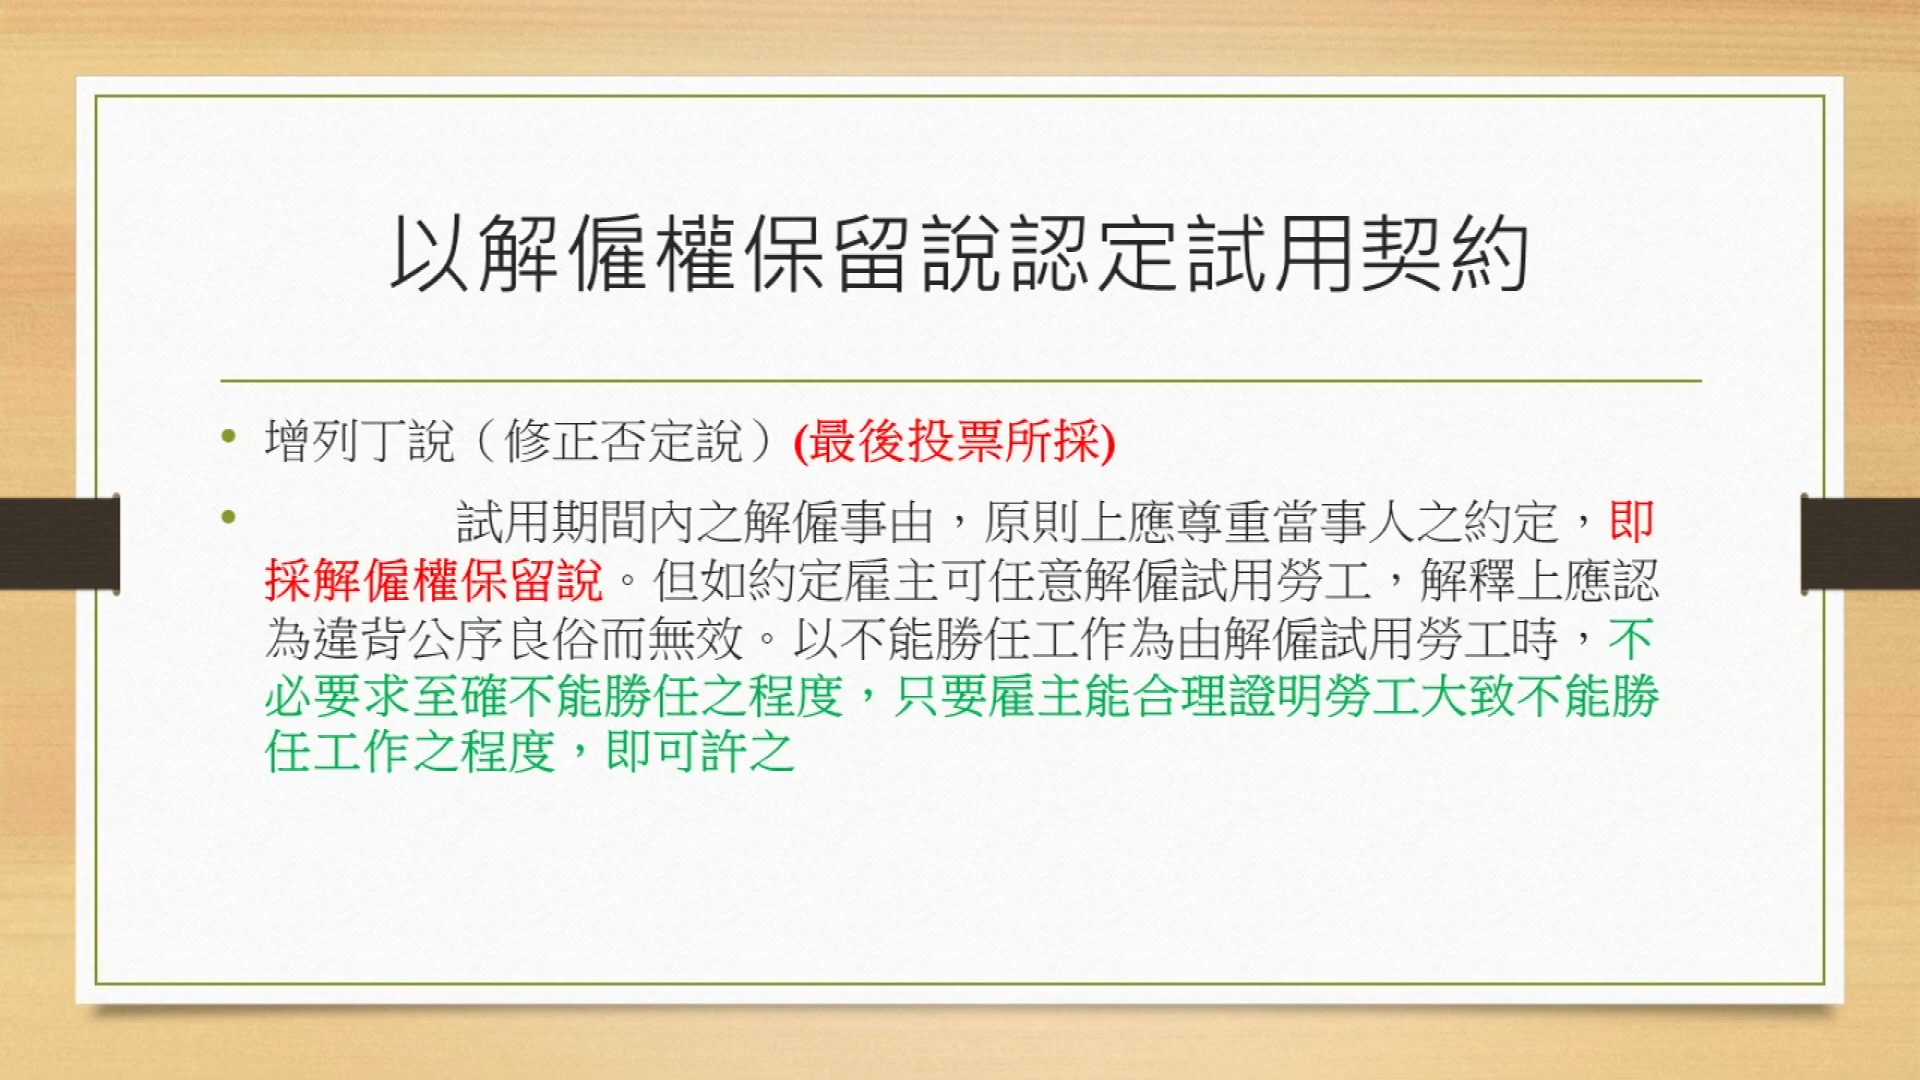 以解僱權保留說認定試用契約
• 增列丁說（修正否定說）(最後投票所採)
• 試用期間內之解僱事由，原則上應尊重當事人之約定，即
採解僱權保留說。但如約定雇主可任意解僱試用勞工，解釋上應認
為違背公序良俗而無效。以不能勝任工作為由解僱試用勞工時，不
必要求至確不能勝任之程度，只要雇主能合理證明勞工大致不能勝
任工作之程度，即可許之